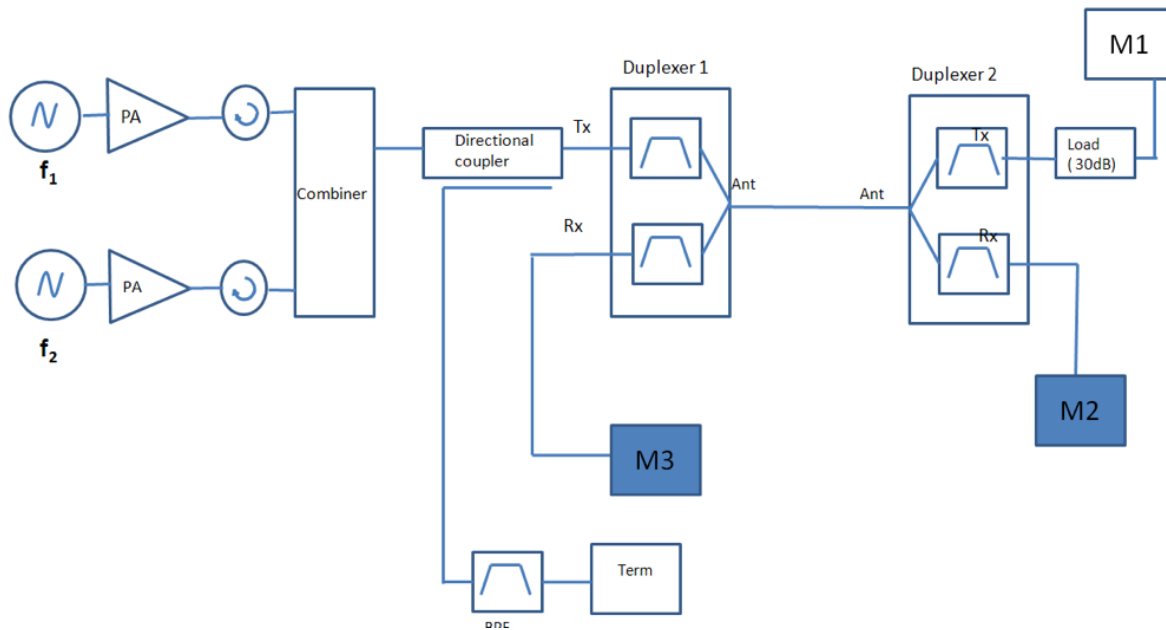 M1
Duplexer 1
Duplexer 2
PA
f1
Combiner
Directional
coupler
Tx
Ant
Ant
Tx
Load
( 30dB)
Rx
Rx
PA
f2
M2
M3
Term
BPF